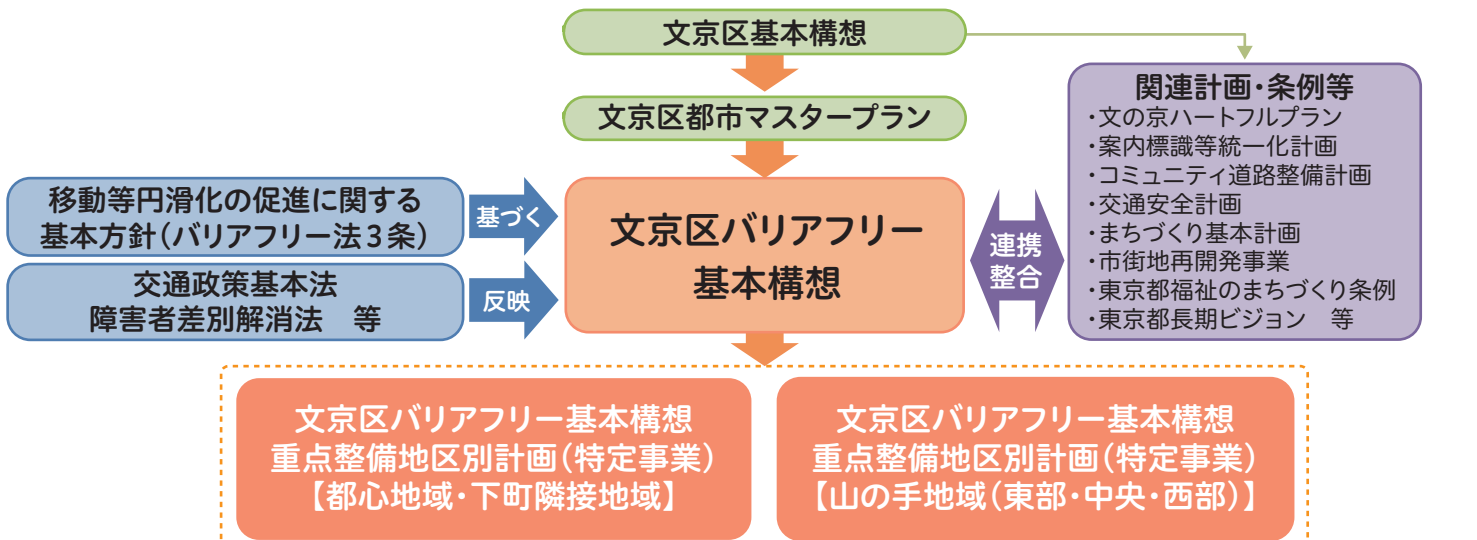 文京区基本構想
文京区都市マスタープラン
関連計画・条例等
・文の京ハートフルプラン
・案内標識等統一化計画
・コミュニティ道路整備計画
・交通安全計画
・まちづくり基本計画
・市街地再開発事業
・東京都福祉のまちづくり条例
・東京都長期ビジョン　等
移動等円滑化の促進に関する
基本方針（バリアフリー法3条）
基づく
交通政策基本法
障害者差別解消法　等
反映
文京区バリアフリー
基本構想
連携
整合
文京区バリアフリー基本構想
重点整備地区別計画（特定事業）
【都心地域・下町隣接地域】
文京区バリアフリー基本構想
重点整備地区別計画（特定事業）
【山の手地域（東部・中央・西部）】